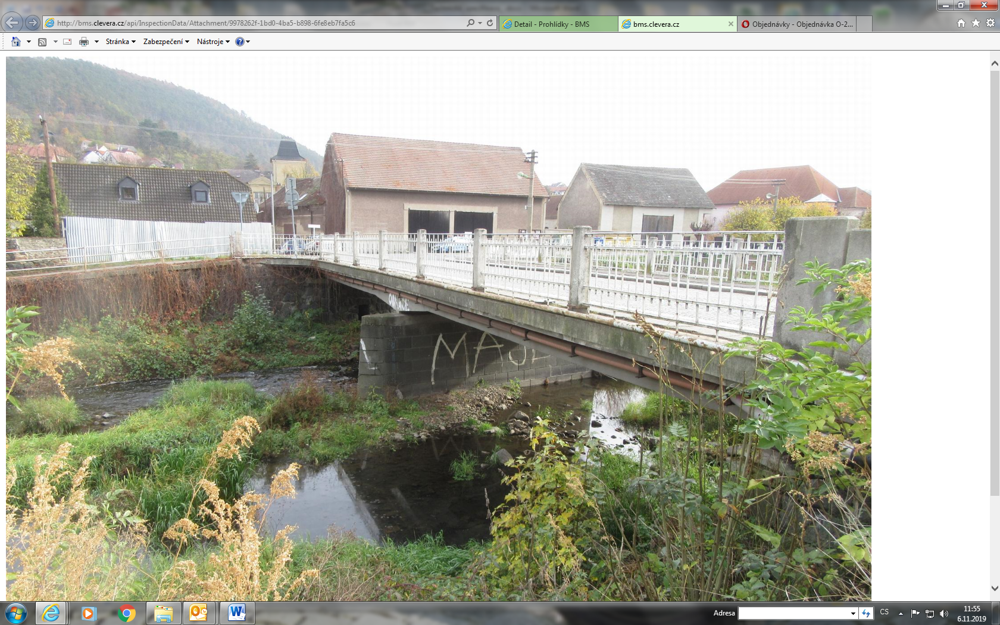 http://bms.clevera.cz/api/InspectionData/Attachment/9978262f-1bd0-4ba5-b898-6fe8eb7fa5c6
Detail - Prohlídky - BMS
bms.clevera.cz
Objednávky - Objednávka O-2...
Stránka
Zabezpečení
Nástroje
MAJ
Adresa
CS
11:55
6.11.2019